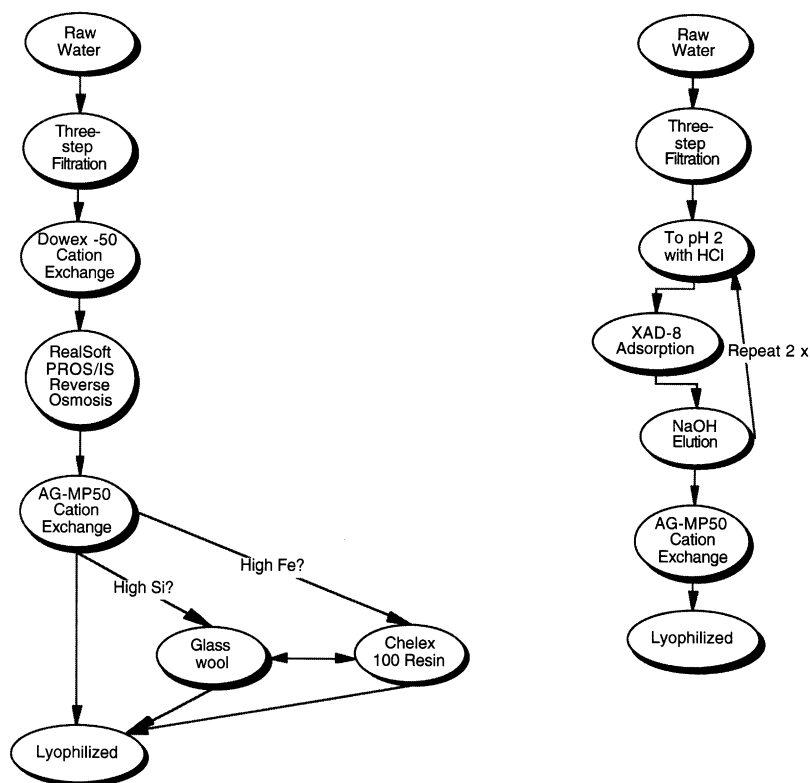 Raw
Water
Three-
step
Filtration
Dowex -50
Cation
Exchange
RealSoft
PROS/IS
Reverse
Osmosis
AG-MP50
Cation
Exchange
High Si?
High Fe?
Glass
wool
Chelex
100 Resin
Lyophilized
Raw
Water
Three-
step
Filtration
To pH 2
with HCl
XAD-8
Adsorption
Repeat 2 x
NaOH
Elution
AG-MP50
Cation
Exchange
Lyophilized